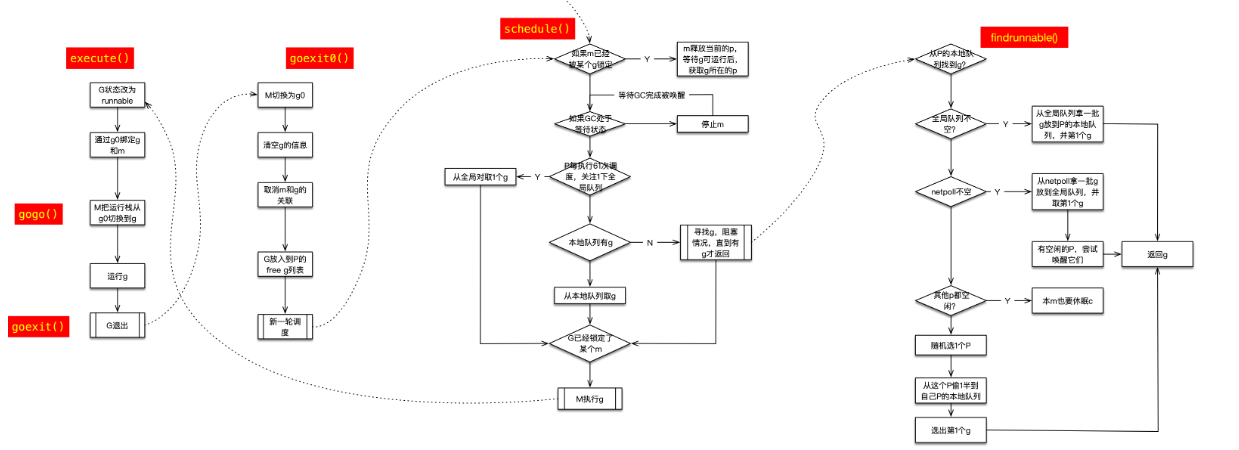 execute()
G状态改为
runnable
通过g0绑定g
和m
gogo()
M把运行栈从
g0切换到g
运行g
goexit()
G退出
goexit0()
M切换为g0
清空g的信息
取消m和g的
关联
G放入到P的
free g列表
新一轮调
度
schedule()
如果m已经
被某个g锁定
Y
m释放当前的p，
等待g可运行后，
获取g所在的p
等待GC完成被唤醒
如果GC处于
等待状态
停止m
P每执行61次调
度，关注1下全
局队列
Y
从全局对取1个g
本地队列有g
N
寻找g，阻塞
情况，直到有
g才返回
从本地队列取g
G已经锁定了
某个m
M执行g
findrunnable()
从P的本地队
列找到g?
全局队列不
空?
Y
从全局队列拿一批
g放到P的本地队
列，并第1个g
netpoll不空
Y
从netpoll拿一批g
放到全局队列，并
取第1个g
有空闲的P，尝试
唤醒它们
返回g
其他p都空
闲?
Y
本m也要休眠c
随机选1个P
从这个P偷1半到
自己P的本地队列
选出第1个g